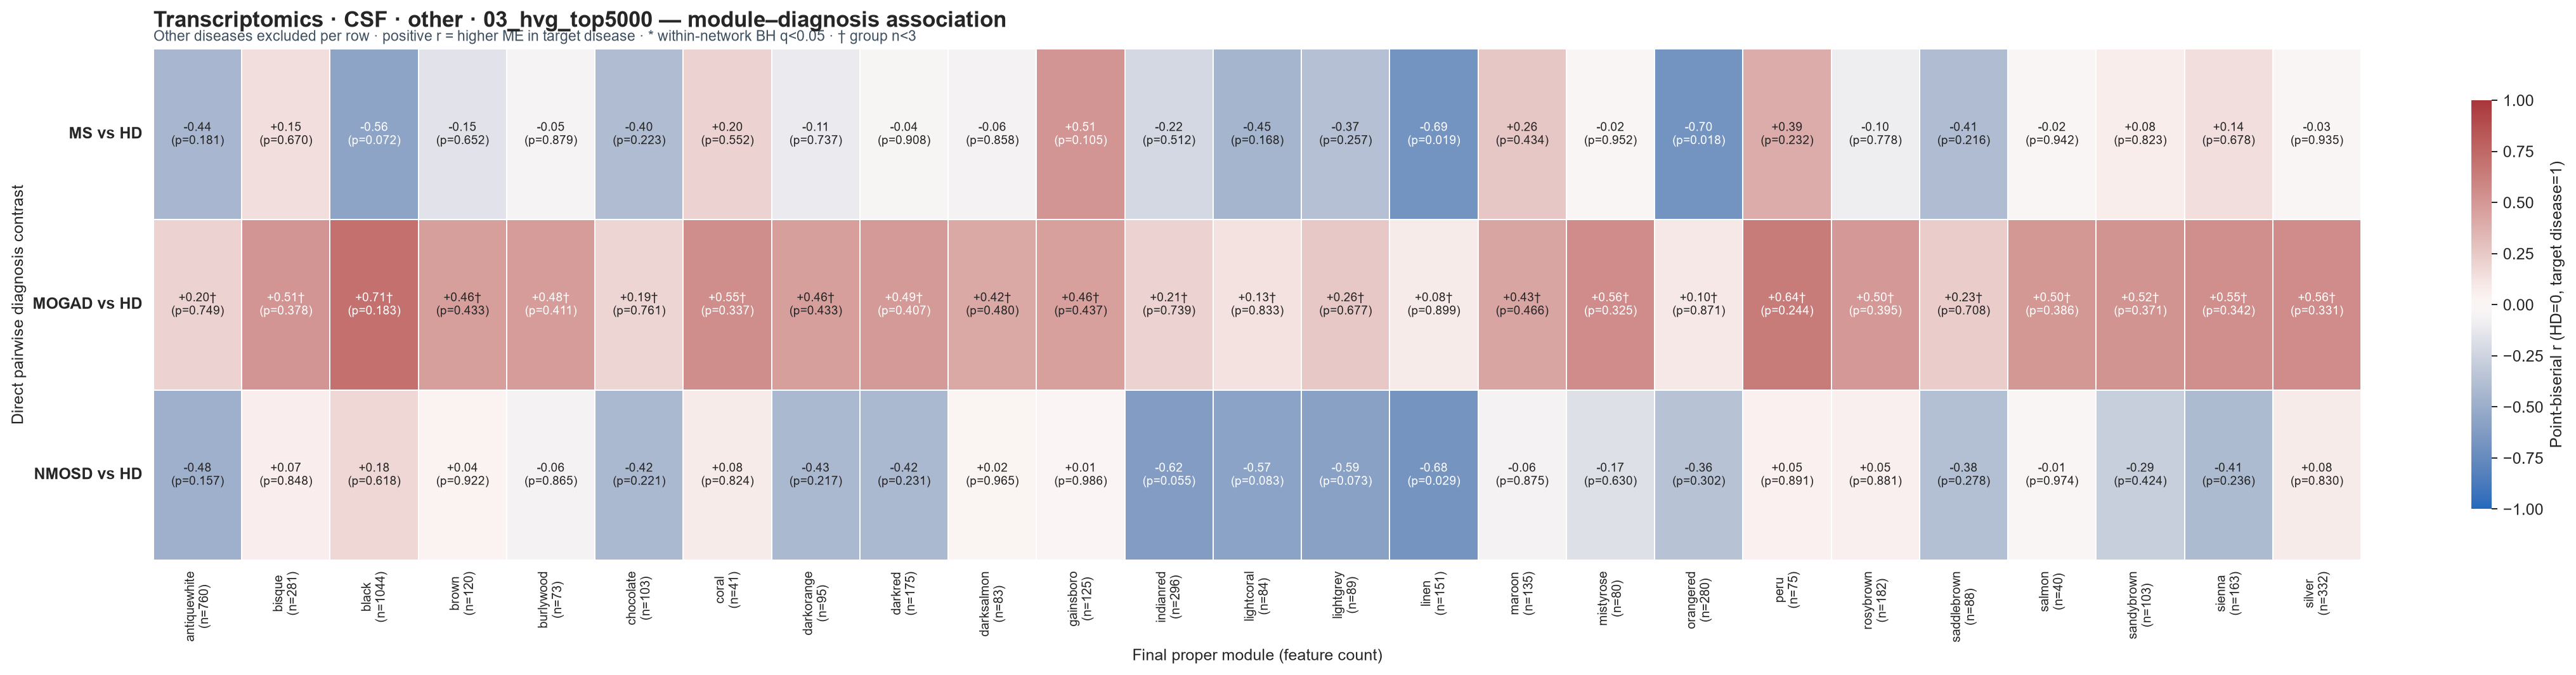 Transcriptomics · CSF · other · 03_hvg_top5000 — module–diagnosis association
Other diseases excluded per row · positive r = higher ME in target disease · * within-network BH q<0.05 · † group n<3
Direct pairwise diagnosis contrast
MS vs HD
-0.44 +0.15 -0.56 -0.15 -0.05 -0.40 +0.20 -0.11 -0.04 -0.06 +0.51 -0.22 -0.45 -0.37 -0.69 +0.26 -0.02 -0.70 +0.39 -0.10 -0.41 -0.02 +0.08 +0.14 -0.03
(p=0.181) (p=0.670) (p=0.072) (p=0.652) (p=0.879) (p=0.223) (p=0.552) (p=0.737) (p=0.908) (p=0.858) (p=0.105) (p=0.512) (p=0.168) (p=0.257) (p=0.019) (p=0.434) (p=0.952) (p=0.018) (p=0.232) (p=0.778) (p=0.216) (p=0.942) (p=0.823) (p=0.678) (p=0.935)
MOGAD vs HD
+0.20† +0.51† +0.71† +0.46† +0.48† +0.19† +0.55† +0.46† +0.49† +0.42† +0.46† +0.21† +0.13† +0.26† +0.08† +0.43† +0.56† +0.10† +0.64† +0.50† +0.23† +0.50† +0.52† +0.55† +0.56†
(p=0.749) (p=0.378) (p=0.183) (p=0.433) (p=0.411) (p=0.761) (p=0.337) (p=0.433) (p=0.407) (p=0.480) (p=0.437) (p=0.739) (p=0.833) (p=0.677) (p=0.899) (p=0.466) (p=0.325) (p=0.871) (p=0.244) (p=0.395) (p=0.708) (p=0.386) (p=0.371) (p=0.342) (p=0.331)
NMOSD vs HD
-0.48 +0.07 +0.18 +0.04 -0.06 -0.42 +0.08 -0.43 -0.42 +0.02 +0.01 -0.62 -0.57 -0.59 -0.68 -0.06 -0.17 -0.36 +0.05 +0.05 -0.38 -0.01 -0.29 -0.41 +0.08
(p=0.157) (p=0.848) (p=0.618) (p=0.922) (p=0.865) (p=0.221) (p=0.824) (p=0.217) (p=0.231) (p=0.965) (p=0.986) (p=0.055) (p=0.083) (p=0.073) (p=0.029) (p=0.875) (p=0.630) (p=0.302) (p=0.891) (p=0.881) (p=0.278) (p=0.974) (p=0.424) (p=0.236) (p=0.830)
antiquewhite
(n=760)
bisque
(n=281)
black
(n=1044)
brown
(n=120)
burlywood
(n=73)
chocolate
(n=103)
coral
(n=41)
darkorange
(n=95)
darkred
(n=175)
darksalmon
(n=83)
gainsboro
(n=125)
indianred
(n=296)
lightcoral
(n=84)
lightgrey
(n=89)
linen
(n=151)
maroon
(n=135)
mistyrose
(n=80)
orangered
(n=280)
peru
(n=75)
rosybrown
(n=182)
saddlebrown
(n=88)
salmon
(n=40)
sandybrown
(n=103)
sienna
(n=163)
silver
(n=332)
Final proper module (feature count)
1.00
0.75
0.50
0.25
0.00
−0.25
−0.50
−0.75
−1.00
Point-biserial r (HD=0, target disease=1)